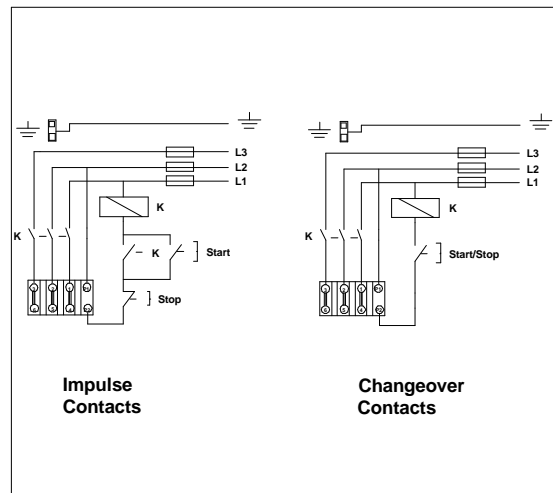 L3
L2
L1
K
K
K
Start
Stop
Impulse
Contacts
L3
L2
L1
K
K
Start/Stop
Changeover
Contacts